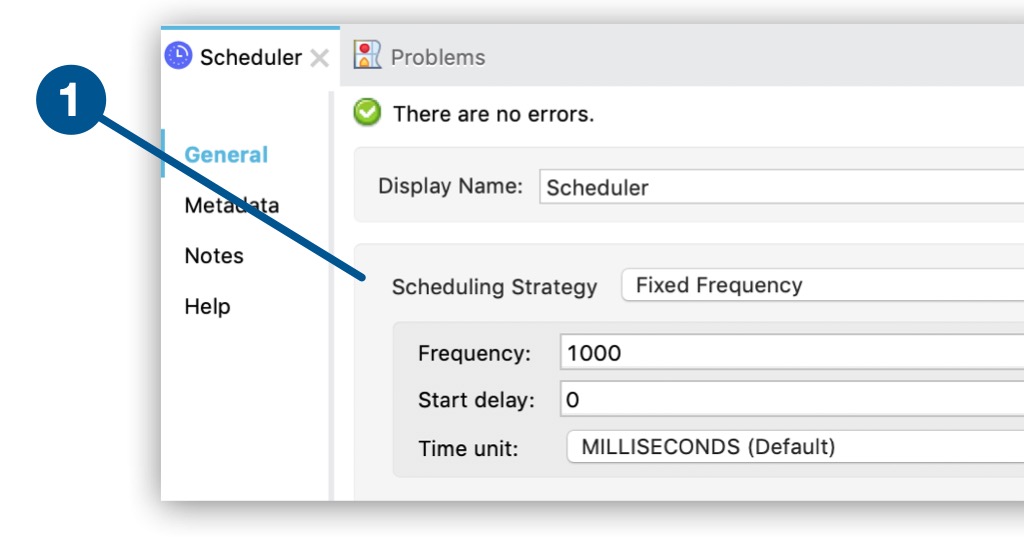 Scheduler
Problems
1
There are no errors.
General
Display Name: Scheduler
Metadata
Notes
Scheduling Strategy Fixed Frequency
Help
Frequency: 1000
Start delay: 0
Time unit: MILLISECONDS (Default)